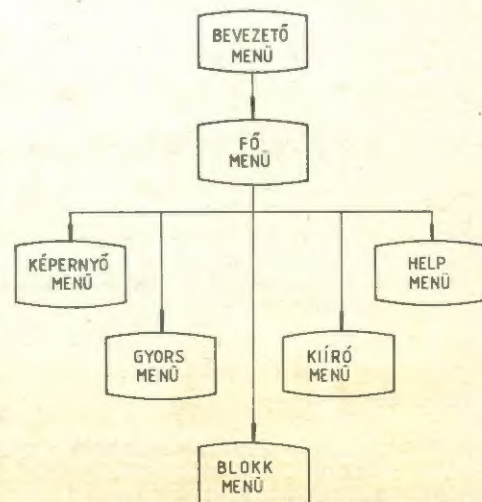 BEVEZETŐ
MENÜ
FŐ
MENÜ
KÉPERNYŐ
MENÜ
HELP
MENÜ
GYORS
MENÜ
KIÍRÓ
MENÜ
BLOKK
MENÜ